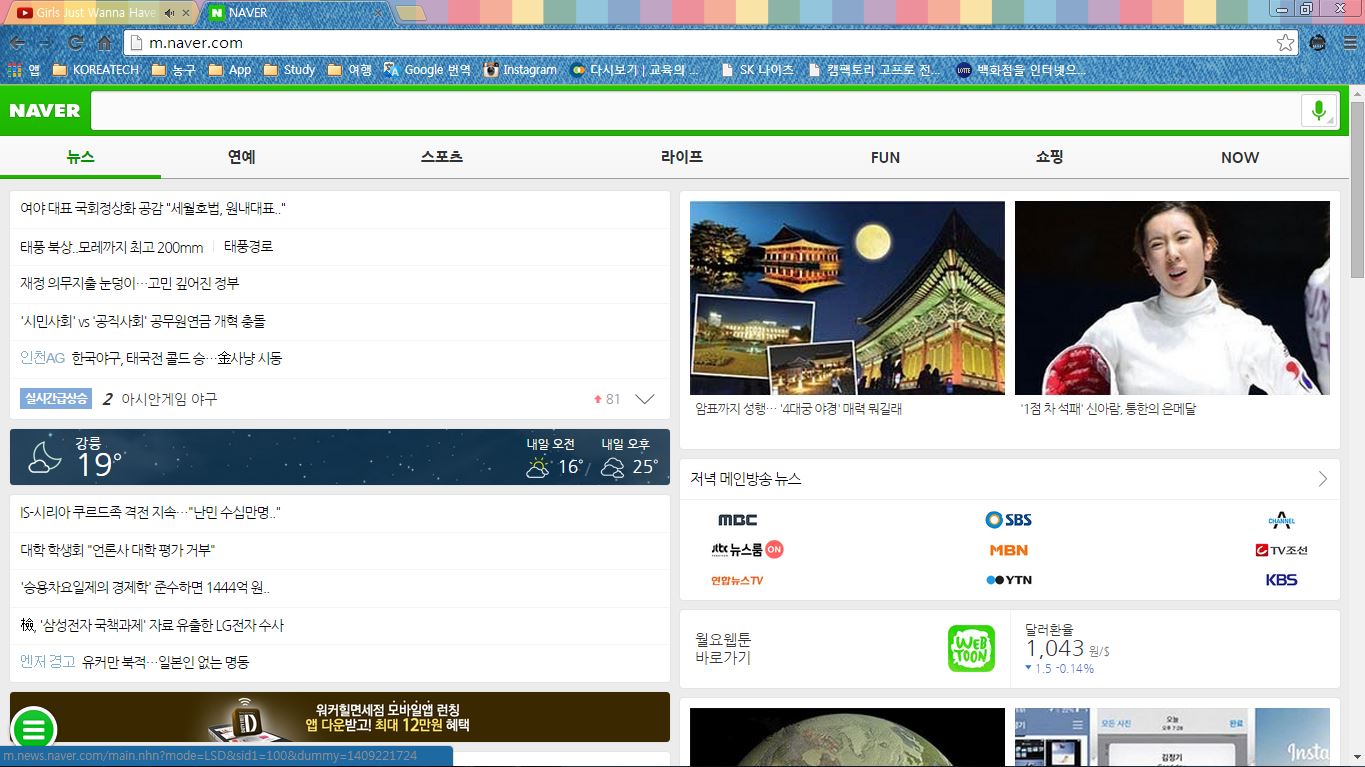 Girls Just Wanna Have
NAVER
m.naver.com
앱 KOREATECH 농구 App Study 여행 Google 번역 Instagram 다시보기 | 교육의 ... SK 나이츠 캠팩토리 고프로 전... LOTTE 백화점을 인터넷으...
NAVER
뉴스 연예 스포츠 라이프 FUN 쇼핑 NOW
여야 대표 국회정상화 공감 "세월호법, 원내대표.."
태풍 북상..모레까지 최고 200mm | 태풍경로
재정 의무지출 눈덩이…고민 깊어진 정부
'시민사회' vs '공직사회' 공무원연금 개혁 충돌
인천AG 한국야구, 태국전 콜드 승…金사냥 시동
실시간급상승 2 아시안게임 야구 81
강릉
19°
내일 오전 내일 오후
16° / 25°
IS-시리아 쿠르드족 격전 지속…"난민 수십만명.."
대학 학생회 "언론사 대학 평가 거부"
'승용차요일제의 경제학' 준수하면 1444억 원..
檢, '삼성전자 국책과제' 자료 유출한 LG전자 수사
엔저 경고 유커만 북적…일본인 없는 명동
워커힐면세점 모바일앱 런칭
앱 다운받고! 최대 12만원 혜택
m.news.naver.com/main.nhn?mode=LSD&sid1=100&dummy=1409221724
암표까지 성행… '4대궁 야경' 매력 뭐길래
'1점 차 석패' 신아람, 통한의 은메달
저녁 메인방송 뉴스
MBC SBS CHANNEL A
jtbc 뉴스룸 ON MBN TV조선
연합뉴스TV YTN KBS
월요웹툰
바로가기
WEB
TOON
달러환율
1,043 원/$
1.5 -0.14%
모든 사진 오늘 완료
오후 7:28
김정기
Insta